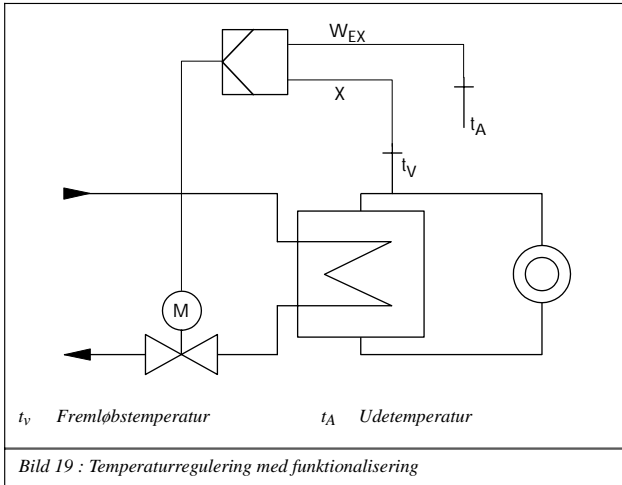 W_EX
X
t_A
t_V
M
t_v Fremløbstemperatur t_A Udetemperatur
Bild 19 : Temperaturregulering med funktionalisering